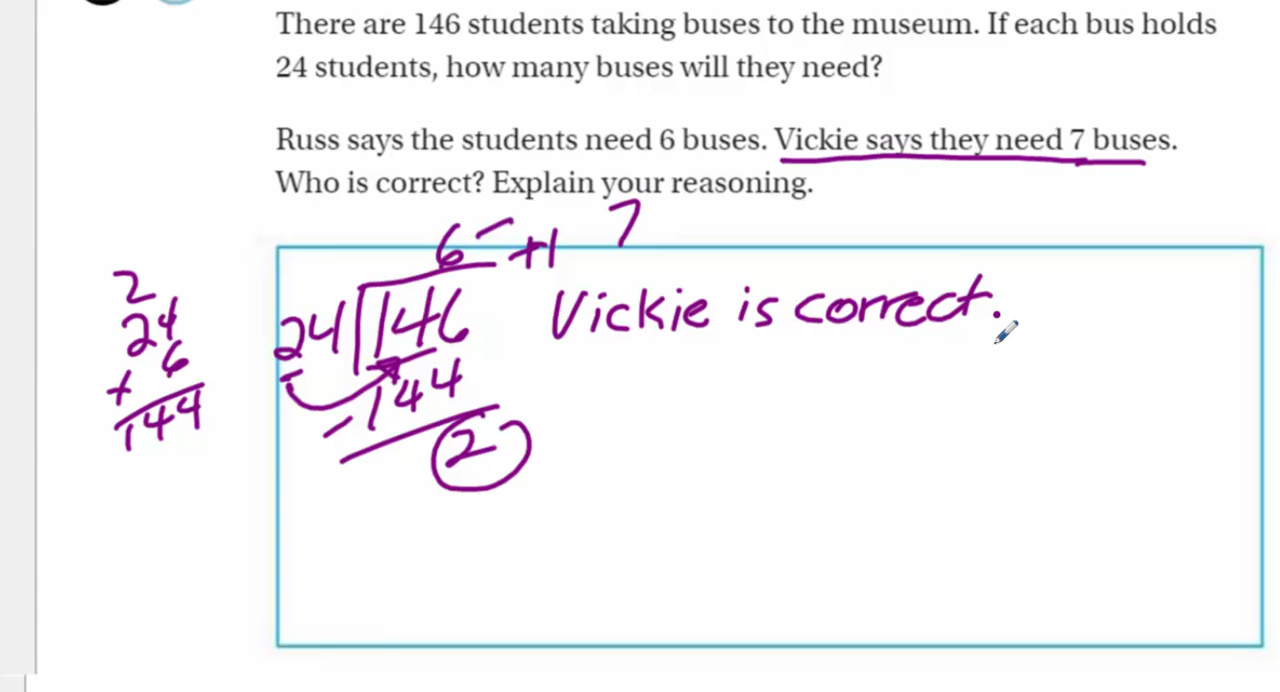 There are 146 students taking buses to the museum. If each bus holds
24 students, how many buses will they need?
Russ says the students need 6 buses. Vickie says they need 7 buses.
Who is correct? Explain your reasoning.
6 +1 7
24 146 Vickie is correct.
-144
2
2
24
+ 6
144